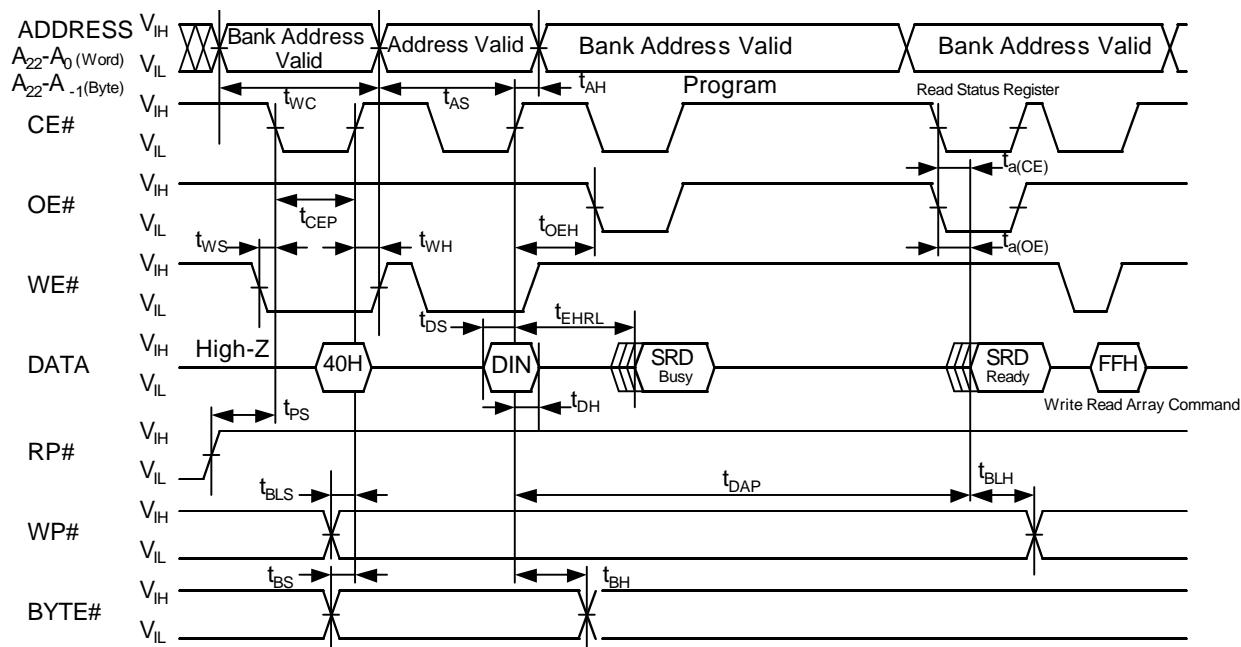 ADDRESS VIH Bank Address Valid Address Valid Bank Address Valid Bank Address Valid
A22-A0 (Word) VIL
A22-A -1(Byte)
tWC tAS tAH Program Read Status Register
CE# VIH
VIL
ta(CE)
OE# VIH
VIL
tCEP tOEH ta(OE)
tWS tWH
WE# VIH
VIL
tDS tEHRL
DATA VIH High-Z 40H DIN SRD Busy SRD Ready FFH
VIL
tPS tDH Write Read Array Command
RP# VIH
VIL
tBLS tDAP tBLH
WP# VIH
VIL
tBS tBH
BYTE# VIH
VIL